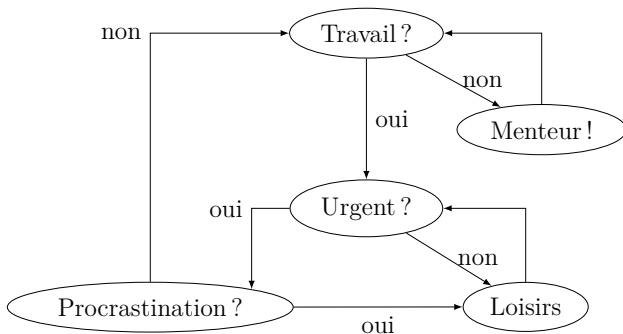 non
Travail ?
non
Menteur !
oui
Urgent ?
oui
non
Procrastination ?
Loisirs
oui